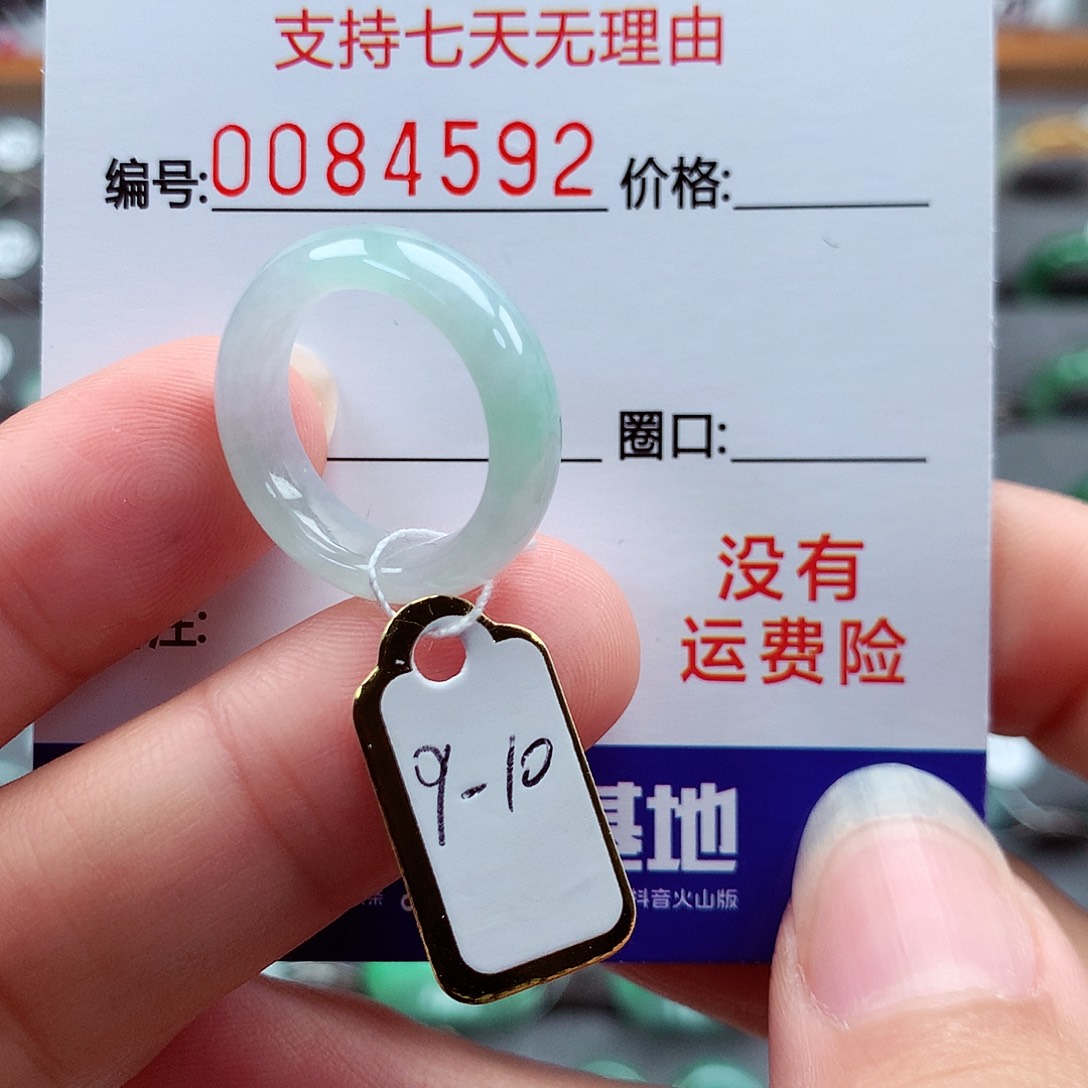 支持七天无理由
编号:0084592 价格:
圈口:
没有
运费险
注:
9-10
基地
抖音火山版